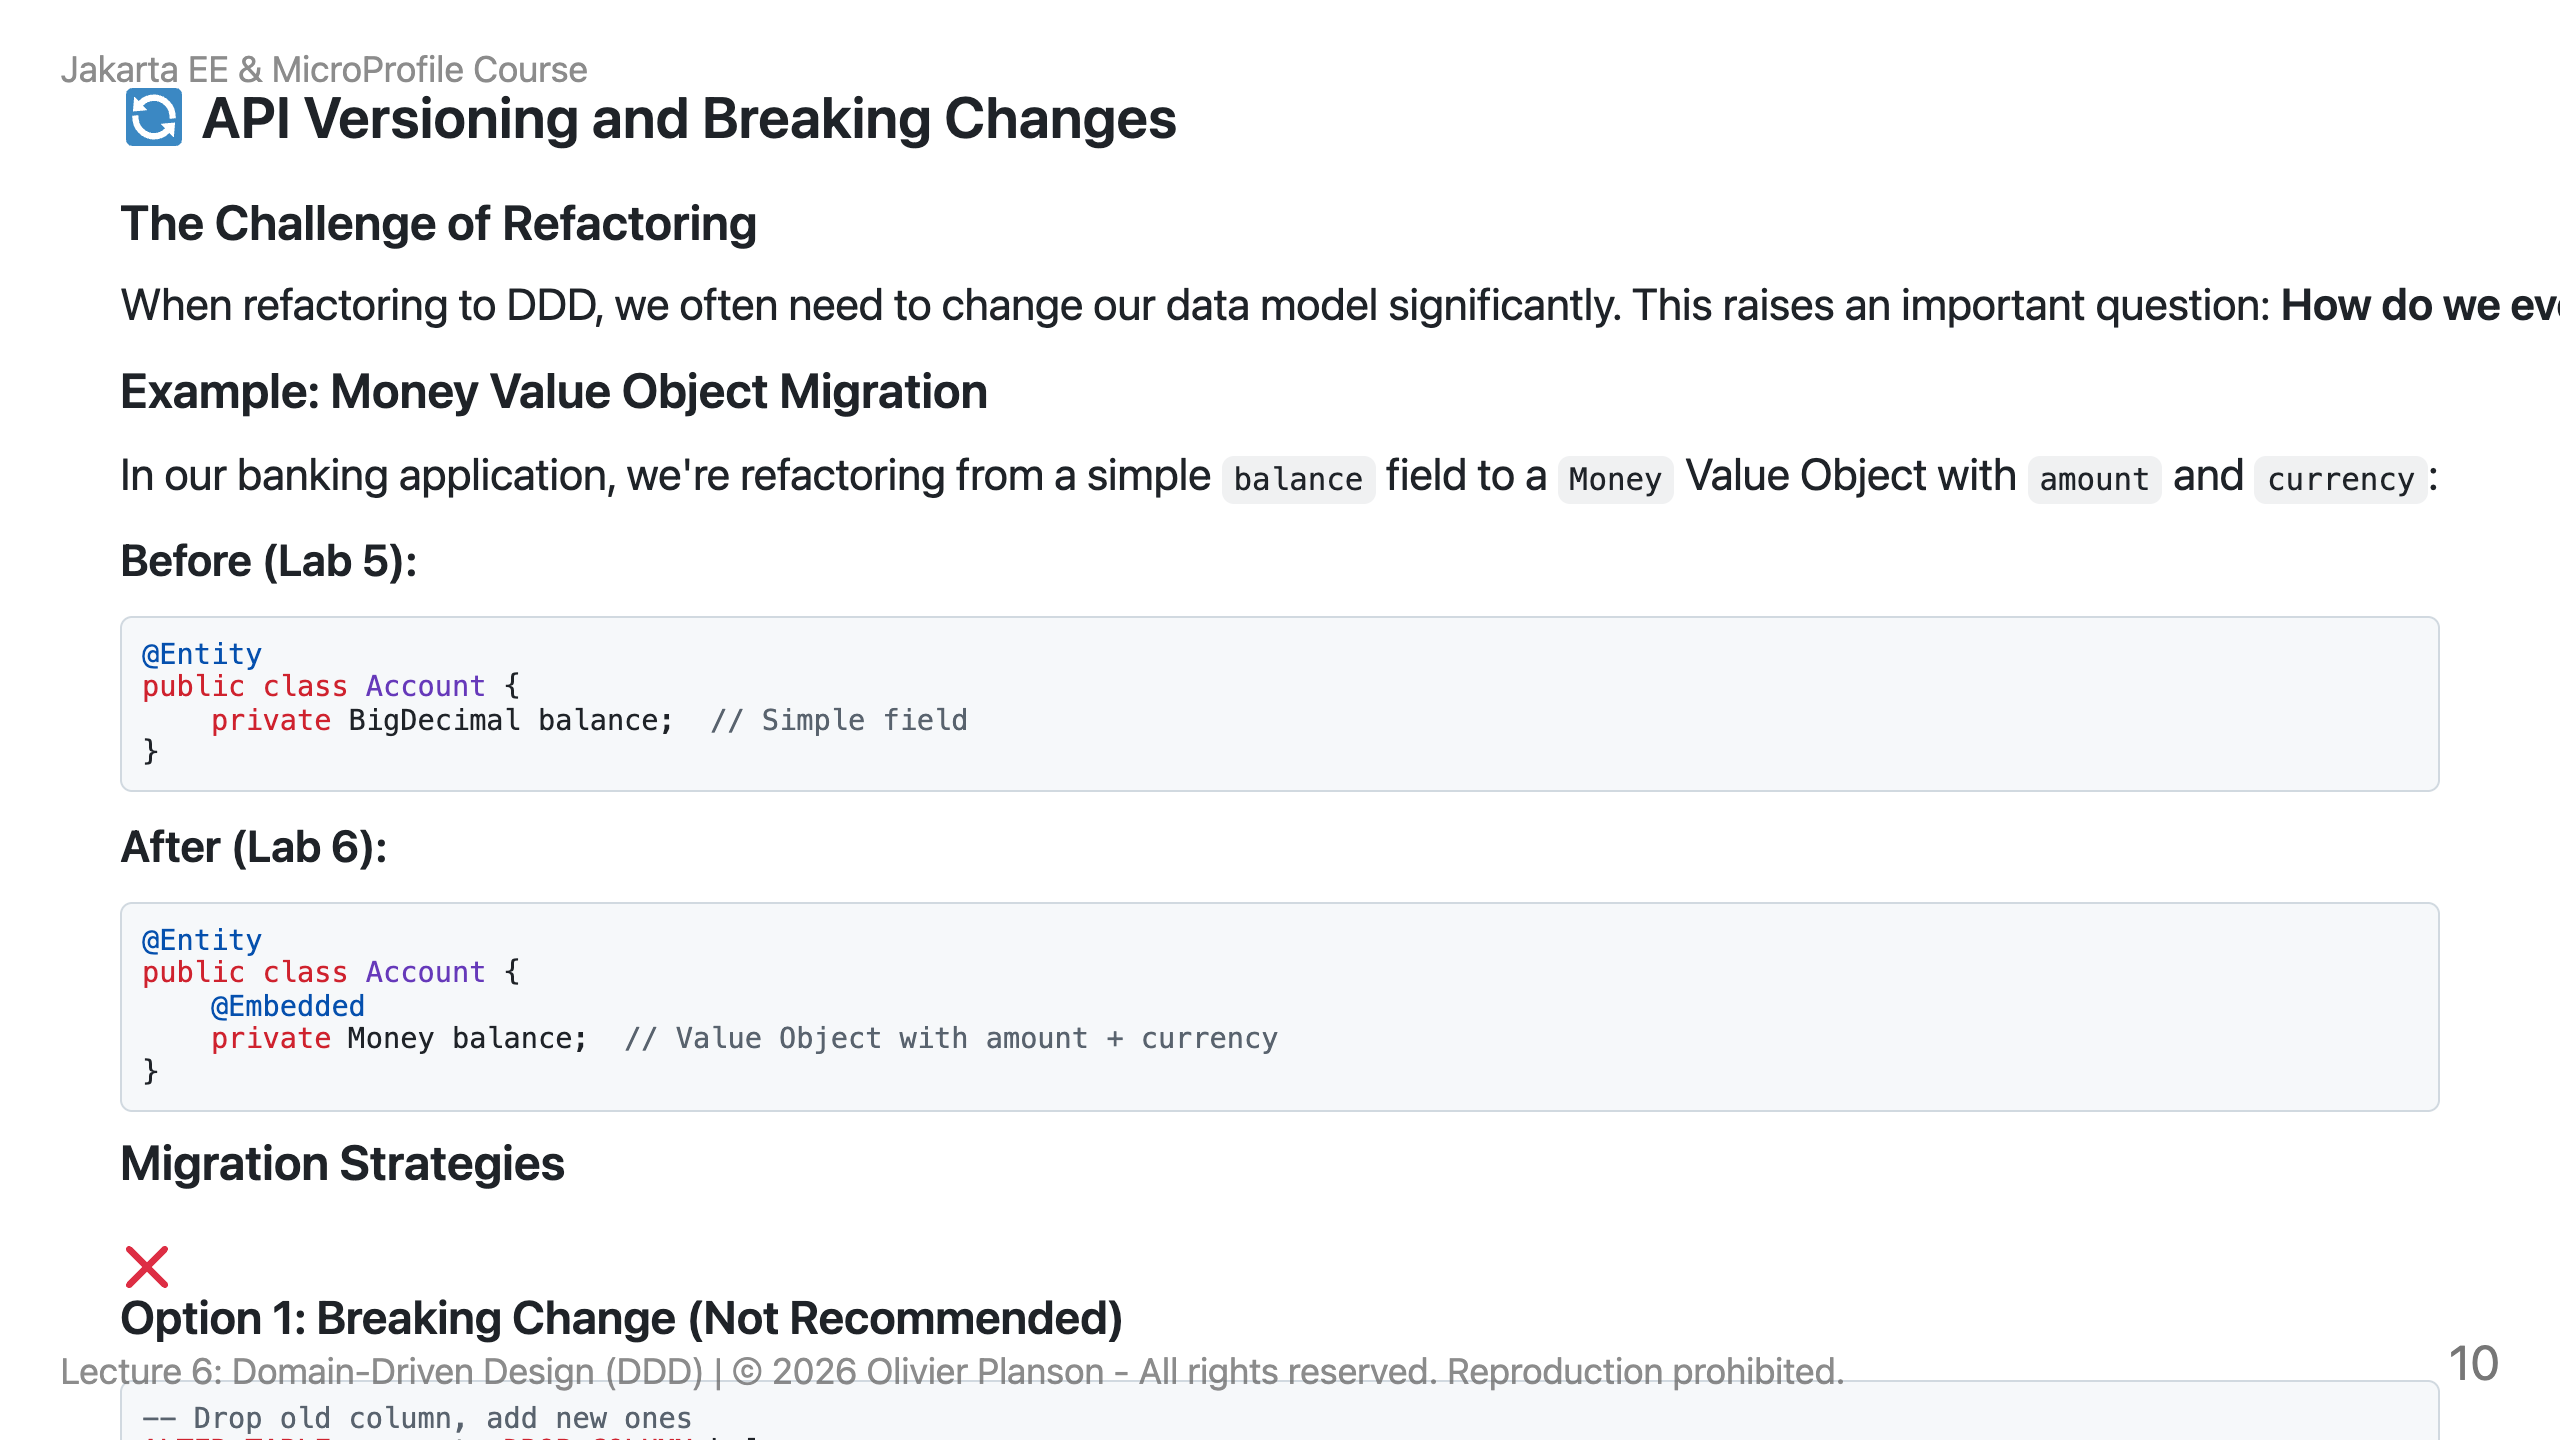 Jakarta EE & MicroProfile Course
API Versioning and Breaking Changes
The Challenge of Refactoring
When refactoring to DDD, we often need to change our data model significantly. This raises an important question: How do we
Example: Money Value Object Migration
In our banking application, we're refactoring from a simple balance field to a Money Value Object with amount and currency:
Before (Lab 5):
@Entity
public class Account {
    private BigDecimal balance;  // Simple field
}
After (Lab 6):
@Entity
public class Account {
    @Embedded
    private Money balance;  // Value Object with amount + currency
}
Migration Strategies
❌
Option 1: Breaking Change (Not Recommended)
Lecture 6: Domain-Driven Design (DDD) | © 2026 Olivier Planson - All rights reserved. Reproduction prohibited.
10
-- Drop old column, add new ones